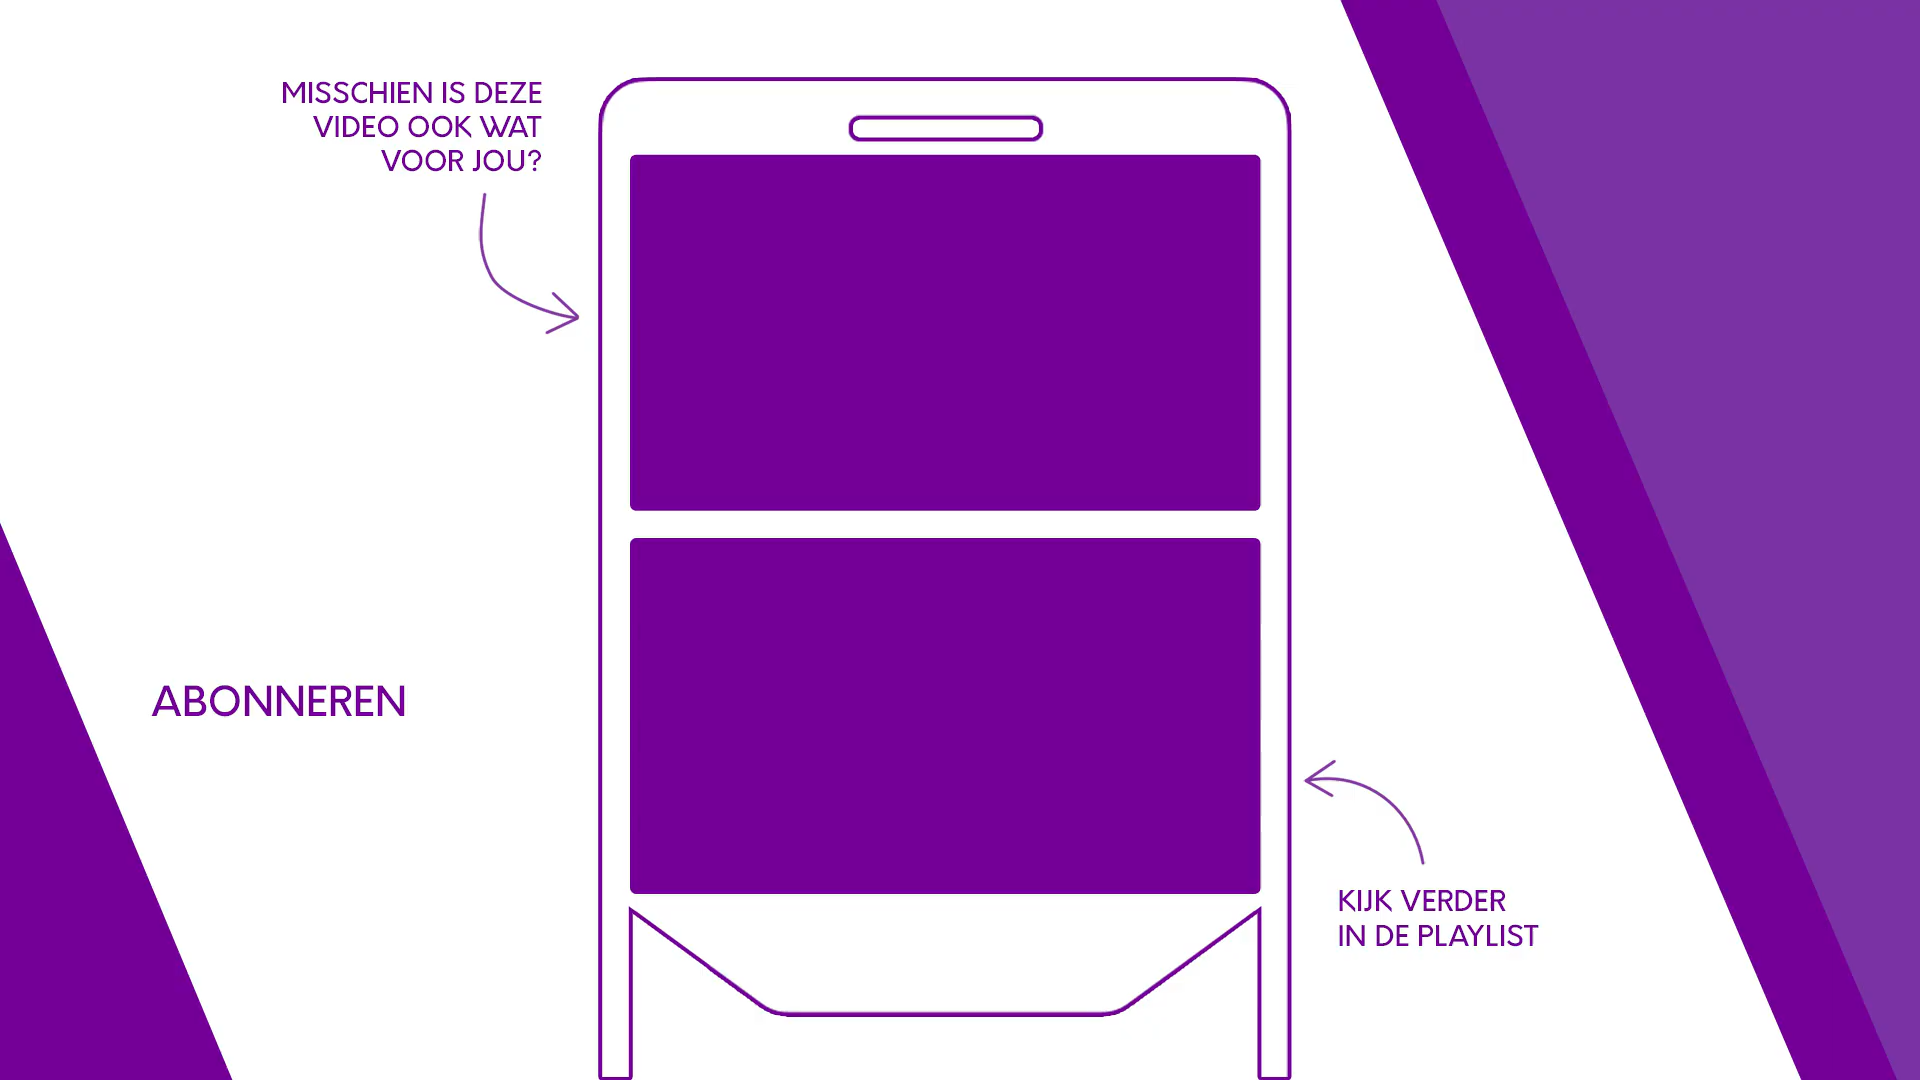 MISSCHIEN IS DEZE
VIDEO OOK WAT
VOOR JOU?
ABONNEREN
KIJK VERDER
IN DE PLAYLIST